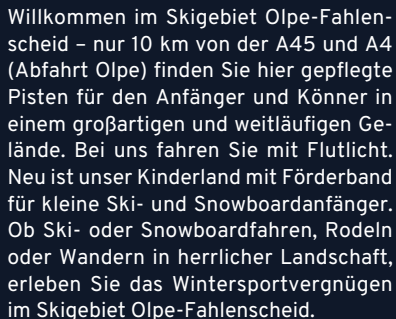 Willkommen im Skigebiet Olpe-Fahlen-
scheid – nur 10 km von der A45 und A4
(Abfahrt Olpe) finden Sie hier gepflegte
Pisten für den Anfänger und Könner in
einem großartigen und weitläufigen Ge-
lände. Bei uns fahren Sie mit Flutlicht.
Neu ist unser Kinderland mit Förderband
für kleine Ski- und Snowboardanfänger.
Ob Ski- oder Snowboardfahren, Rodeln
oder Wandern in herrlicher Landschaft,
erleben Sie das Wintersportvergnügen
im Skigebiet Olpe-Fahlenscheid.